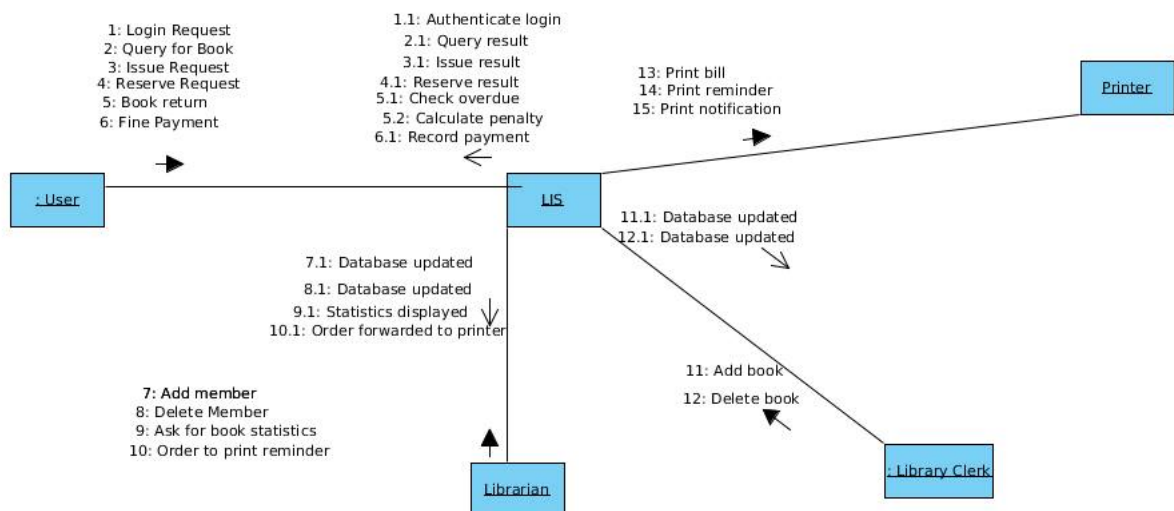 1: Login Request
2: Query for Book
3: Issue Request
4: Reserve Request
5: Book return
6: Fine Payment
1.1: Authenticate login
2.1: Query result
3.1: Issue result
4.1: Reserve result
5.1: Check overdue
5.2: Calculate penalty
6.1: Record payment
13: Print bill
14: Print reminder
15: Print notification
Printer
: User
LIS
11.1: Database updated
12.1: Database updated
7.1: Database updated
8.1: Database updated
9.1: Statistics displayed
10.1: Order forwarded to printer
11: Add book
12: Delete book
7: Add member
8: Delete Member
9: Ask for book statistics
10: Order to print reminder
Librarian
: Library Clerk